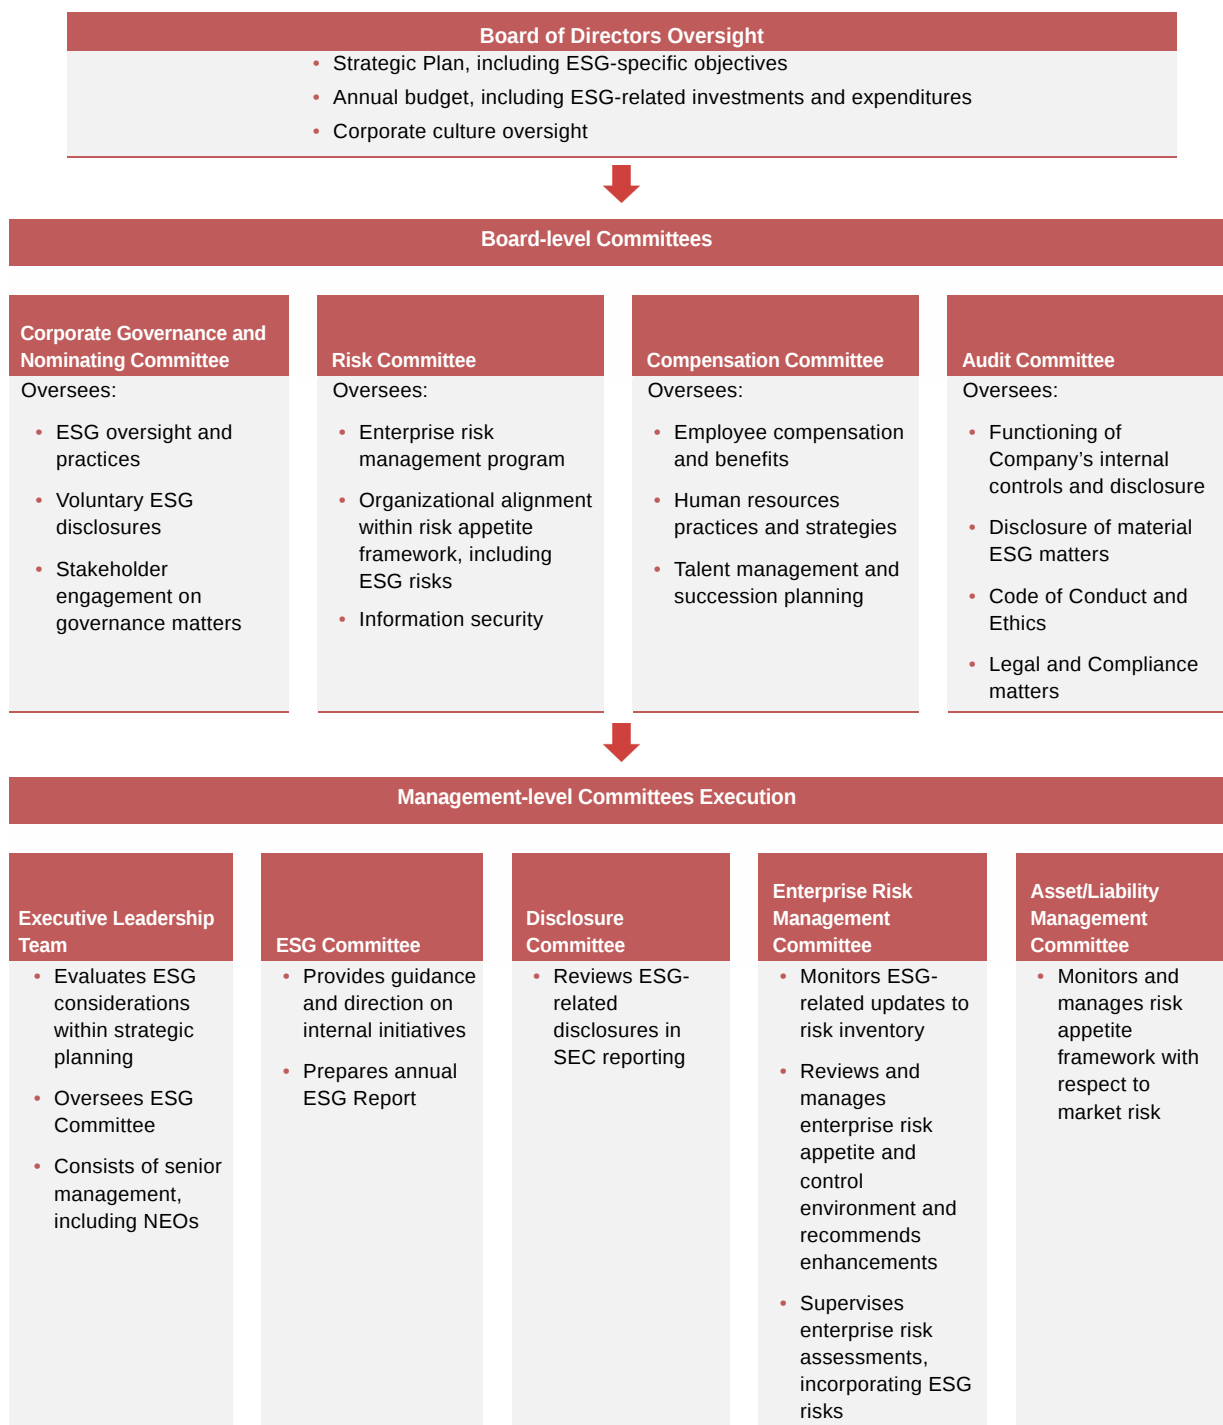 Board of Directors Oversight
• Strategic Plan, including ESG-specific objectives
• Annual budget, including ESG-related investments and expenditures
• Corporate culture oversight
Board-level Committees
Corporate Governance and
Nominating Committee
Oversees:
• ESG oversight and
practices
• Voluntary ESG
disclosures
• Stakeholder
engagement on
governance matters
Risk Committee
Oversees:
• Enterprise risk
management program
• Organizational alignment
within risk appetite
framework, including
ESG risks
• Information security
Compensation Committee
Oversees:
• Employee compensation
and benefits
• Human resources
practices and strategies
• Talent management and
succession planning
Audit Committee
Oversees:
• Functioning of
Company’s internal
controls and disclosure
• Disclosure of material
ESG matters
• Code of Conduct and
Ethics
• Legal and Compliance
matters
Management-level Committees Execution
Executive Leadership
Team
• Evaluates ESG
considerations
within strategic
planning
• Oversees ESG
Committee
• Consists of senior
management,
including NEOs
ESG Committee
• Provides guidance
and direction on
internal initiatives
• Prepares annual
ESG Report
Disclosure
Committee
• Reviews ESG-
related
disclosures in
SEC reporting
Enterprise Risk
Management
Committee
• Monitors ESG-
related updates to
risk inventory
• Reviews and
manages
enterprise risk
appetite and
control
environment and
recommends
enhancements
• Supervises
enterprise risk
assessments,
incorporating ESG
risks
Asset/Liability
Management
Committee
• Monitors and
manages risk
appetite
framework with
respect to
market risk